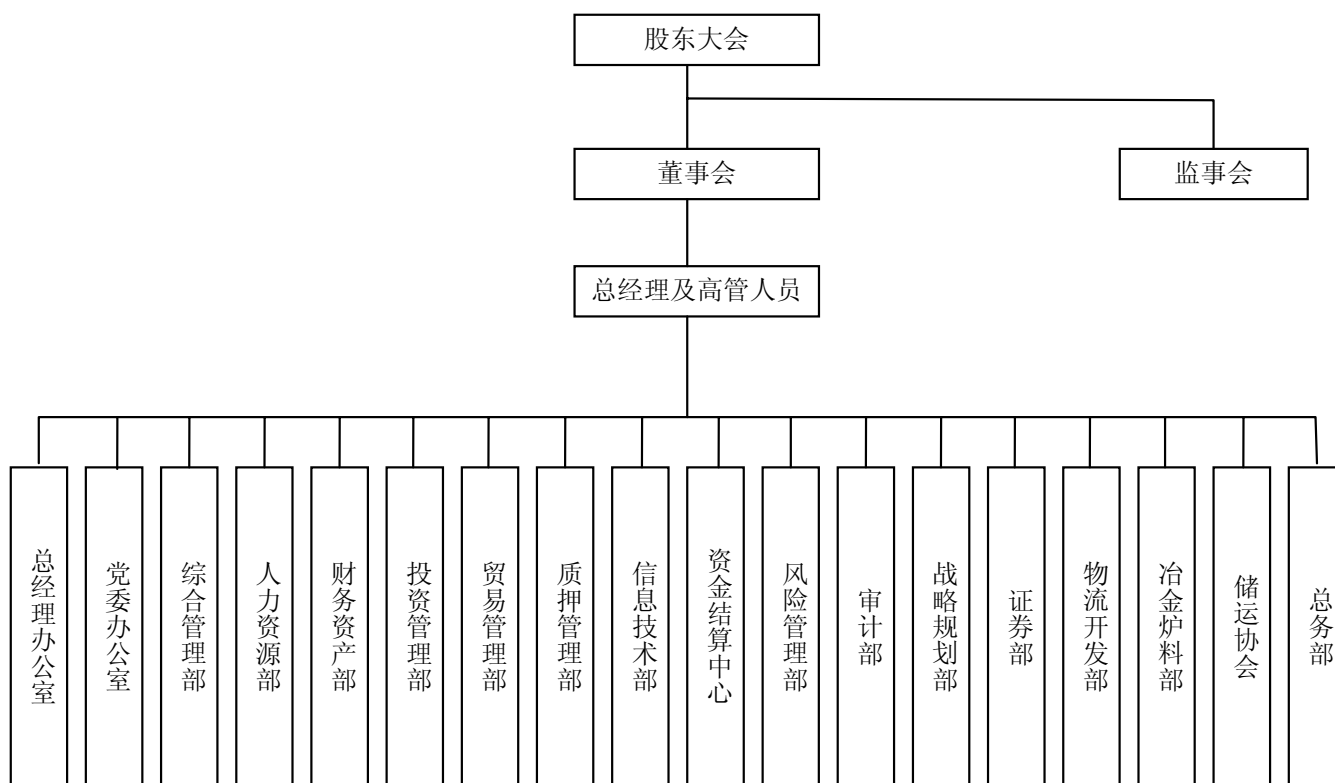 股东大会
董事会
监事会
总经理及高管人员
总经理办公室
党委办公室
综合管理部
人力资源部
财务资产部
投资管理部
贸易管理部
质押管理部
信息技术部
资金结算中心
风险管理部
审计部
战略规划部
证券部
物流开发部
冶金炉料部
储运协会
总务部